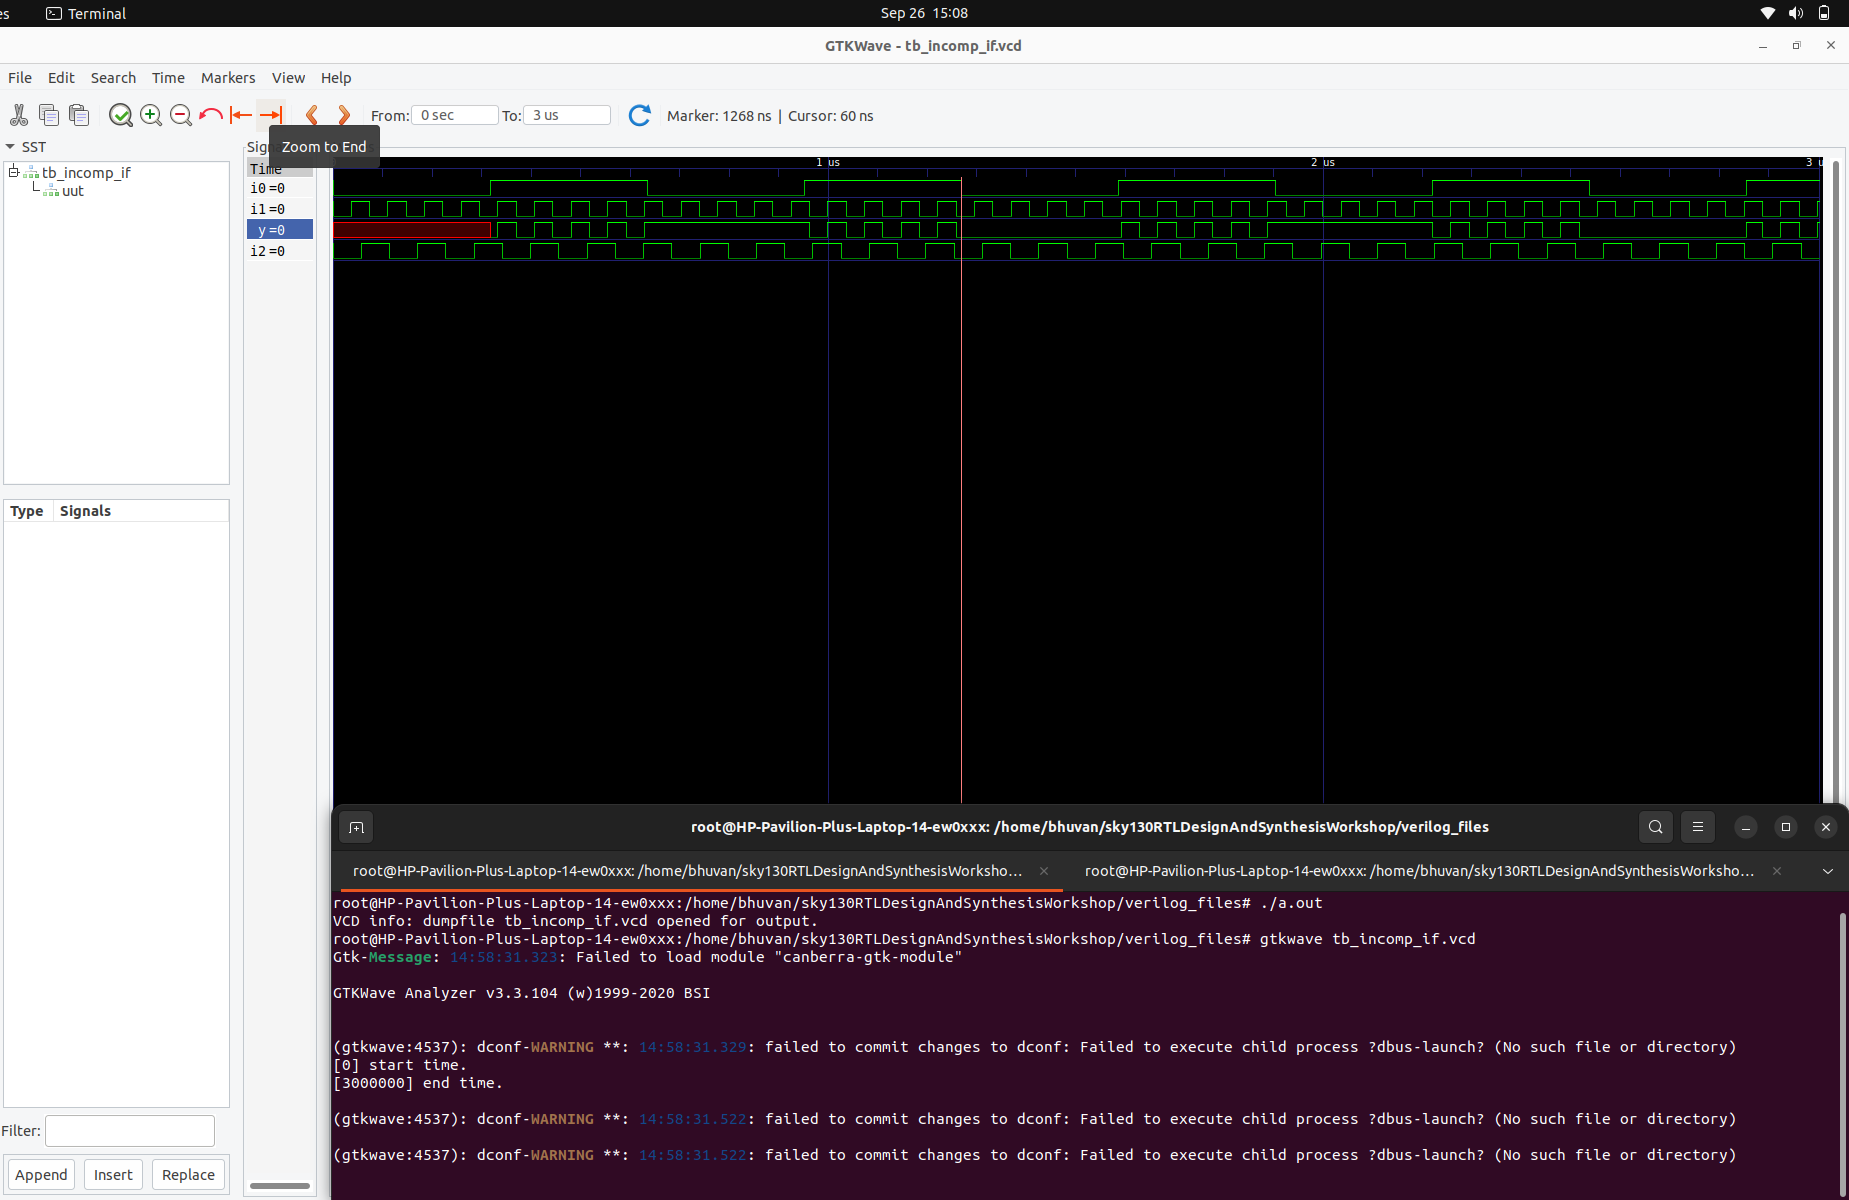 es Terminal Sep 26 15:08
GTKWave - tb_incomp_if.vcd
File Edit Search Time Markers View Help
From: 0 sec To: 3 us Marker: 1268 ns | Cursor: 60 ns
Zoom to End
SST
tb_incomp_if
uut
Type Signals
Filter:
Append Insert Replace
Time
i0=0
i1=0
y=0
i2=0
1 us 2 us 3 u
root@HP-Pavilion-Plus-Laptop-14-ew0xxx: /home/bhuvan/sky130RTLDesignAndSynthesisWorkshop/verilog_files
root@HP-Pavilion-Plus-Laptop-14-ew0xxx: /home/bhuvan/sky130RTLDesignAndSynthesisWorksho... root@HP-Pavilion-Plus-Laptop-14-ew0xxx: /home/bhuvan/sky130RTLDesignAndSynthesisWorksho...
root@HP-Pavilion-Plus-Laptop-14-ew0xxx:/home/bhuvan/sky130RTLDesignAndSynthesisWorkshop/verilog_files# ./a.out
VCD info: dumpfile tb_incomp_if.vcd opened for output.
root@HP-Pavilion-Plus-Laptop-14-ew0xxx:/home/bhuvan/sky130RTLDesignAndSynthesisWorkshop/verilog_files# gtkwave tb_incomp_if.vcd
Gtk-Message: 14:58:31.323: Failed to load module "canberra-gtk-module"
GTKWave Analyzer v3.3.104 (w)1999-2020 BSI
(gtkwave:4537): dconf-WARNING **: 14:58:31.329: failed to commit changes to dconf: Failed to execute child process ?dbus-launch? (No such file or directory)
[0] start time.
[3000000] end time.
(gtkwave:4537): dconf-WARNING **: 14:58:31.522: failed to commit changes to dconf: Failed to execute child process ?dbus-launch? (No such file or directory)
(gtkwave:4537): dconf-WARNING **: 14:58:31.522: failed to commit changes to dconf: Failed to execute child process ?dbus-launch? (No such file or directory)